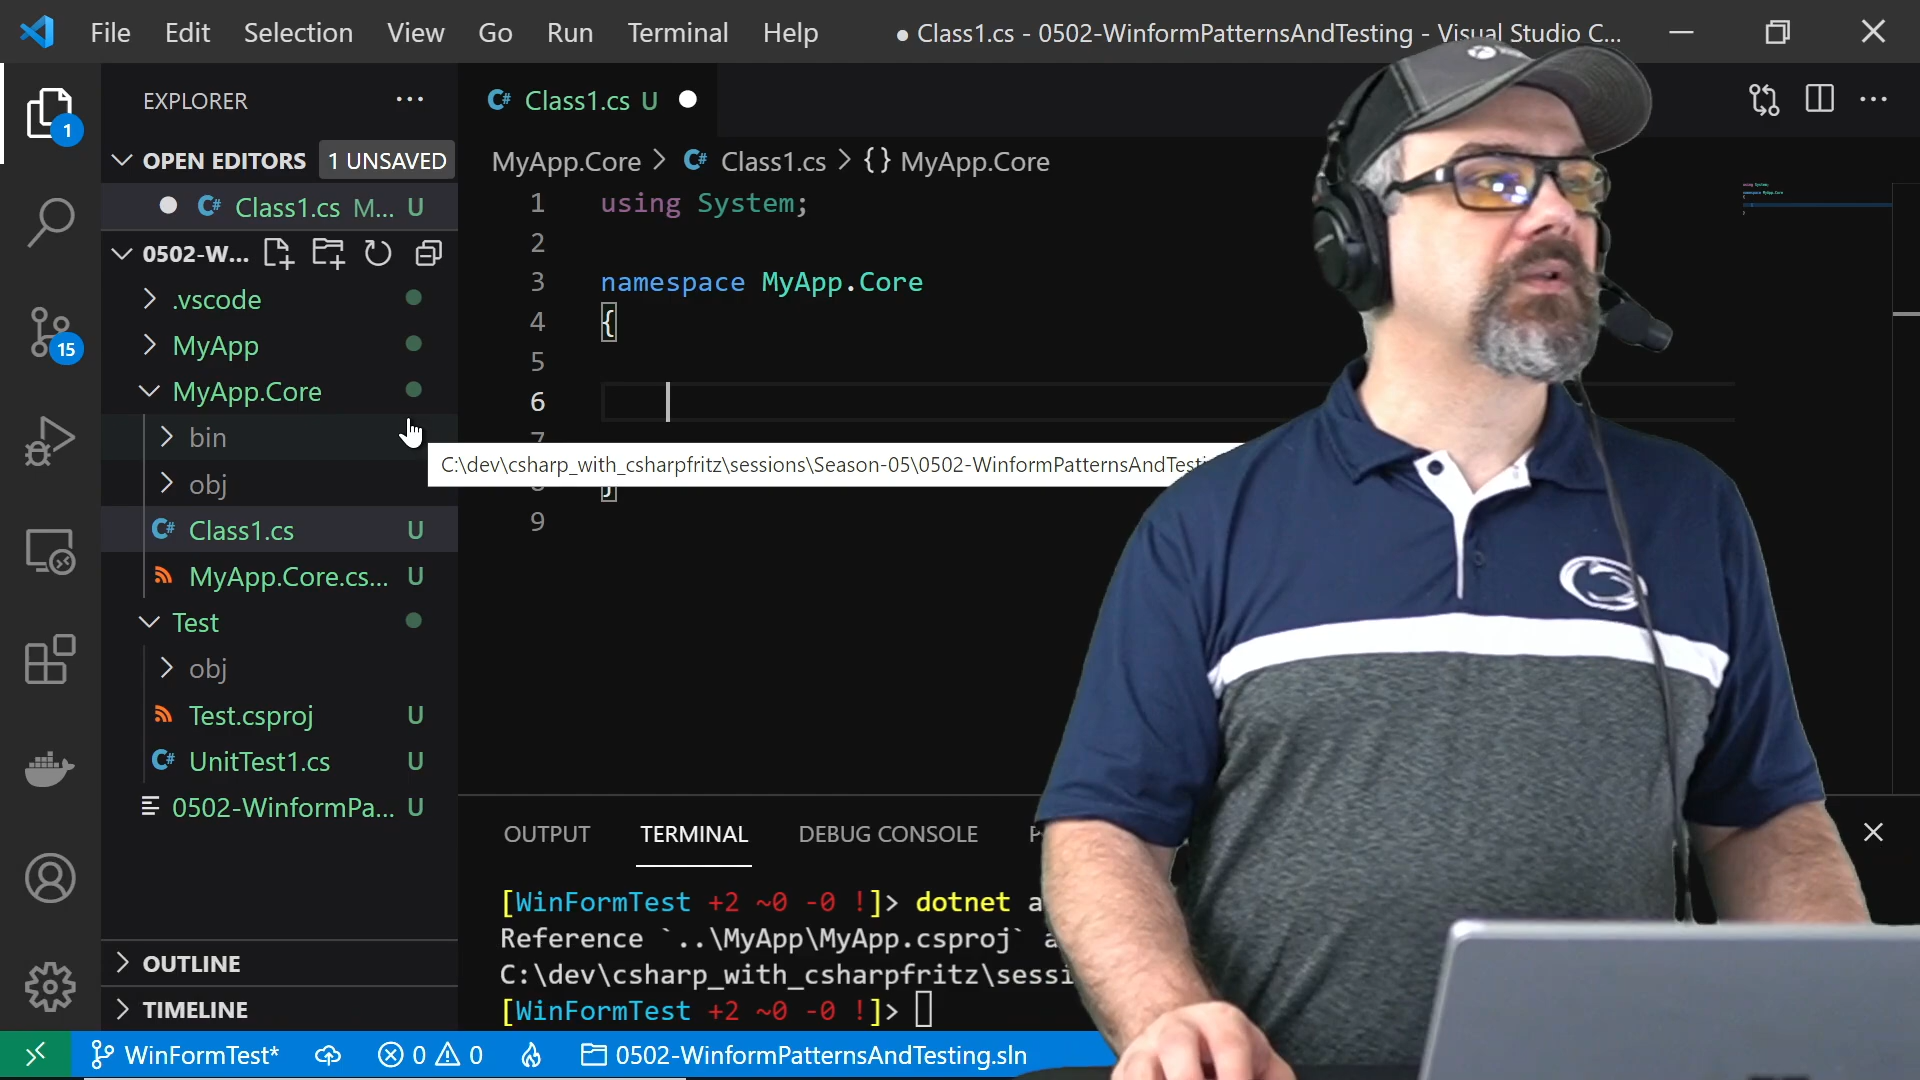 File Edit Selection View Go Run Terminal Help ● Class1.cs - 0502-WinformPatternsAndTesting - Visual Studio C...
EXPLORER ...
OPEN EDITORS 1 UNSAVED
● Class1.cs M... U
0502-W...
.vscode
MyApp
MyApp.Core
bin
obj
Class1.cs U
MyApp.Core.cs... U
Test
obj
Test.csproj U
UnitTest1.cs U
0502-WinformPa... U
OUTLINE
TIMELINE
1
15
Class1.cs U ●
MyApp.Core > Class1.cs > {} MyApp.Core
1 using System;
2
3 namespace MyApp.Core
4 {
5
6
C:\dev\csharp_with_csharpfritz\sessions\Season-05\0502-WinformPatternsAndTesti
}
9
OUTPUT TERMINAL DEBUG CONSOLE
[WinFormTest +2 ~0 -0 !]> dotnet a
Reference `..\MyApp\MyApp.csproj` a
C:\dev\csharp_with_csharpfritz\sessi
[WinFormTest +2 ~0 -0 !]>
WinFormTest* 0 0 0502-WinformPatternsAndTesting.sln